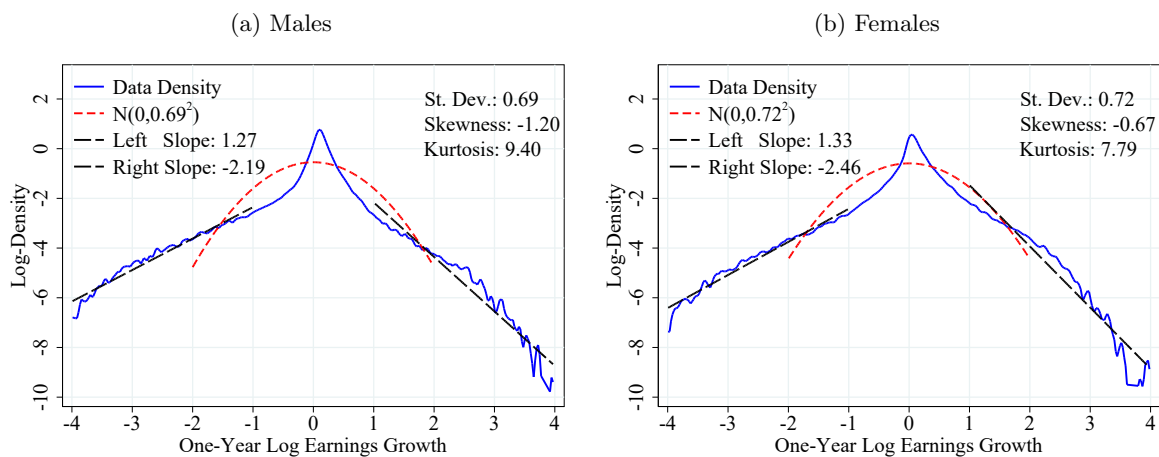 (a) Males
Data Density
N(0,0.69²)
Left Slope: 1.27
Right Slope: -2.19
St. Dev.: 0.69
Skewness: -1.20
Kurtosis: 9.40
Log-Density
2
0
-2
-4
-6
-8
-10
-4 -3 -2 -1 0 1 2 3 4
One-Year Log Earnings Growth
(b) Females
Data Density
N(0,0.72²)
Left Slope: 1.33
Right Slope: -2.46
St. Dev.: 0.72
Skewness: -0.67
Kurtosis: 7.79
Log-Density
2
0
-2
-4
-6
-8
-10
-4 -3 -2 -1 0 1 2 3 4
One-Year Log Earnings Growth